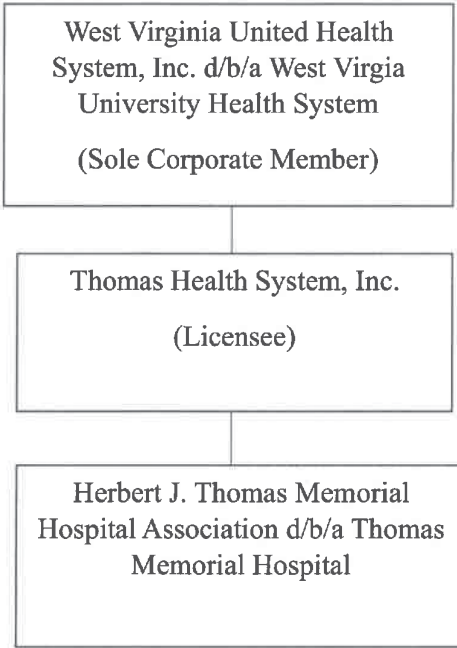 West Virginia United Health
System, Inc. d/b/a West Virgia
University Health System
(Sole Corporate Member)
Thomas Health System, Inc.
(Licensee)
Herbert J. Thomas Memorial
Hospital Association d/b/a Thomas
Memorial Hospital